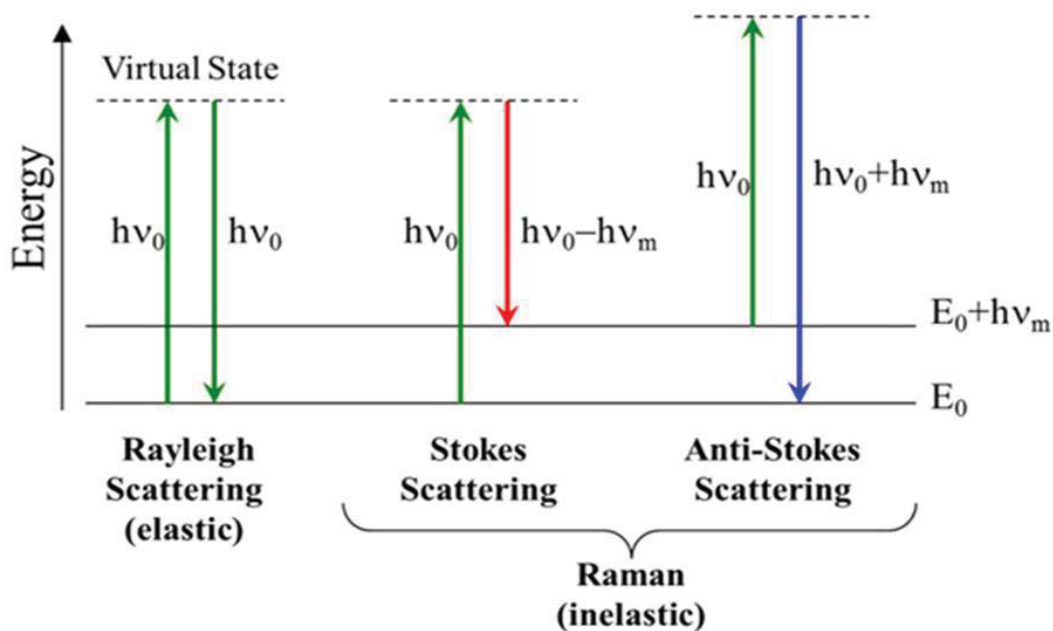 Energy
Virtual State
hν₀
hν₀
hν₀
hν₀−hνₘ
hν₀
hν₀+hνₘ
E₀+hνₘ
E₀
Rayleigh
Scattering
(elastic)
Stokes
Scattering
Anti-Stokes
Scattering
Raman
(inelastic)